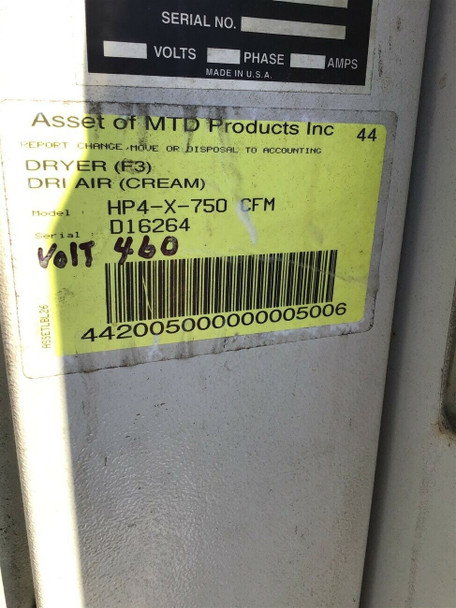 SERIAL NO.
VOLTS PHASE AMPS
MADE IN U.S.A.
Asset of MTD Products Inc 44
REPORT CHANGE, MOVE OR DISPOSAL TO ACCOUNTING
DRYER (F3)
DRI AIR (CREAM)
Model : HP4-X-750 CFM
Serial : D16264
VOlT 460
442005000000005006
ASSETLBL26